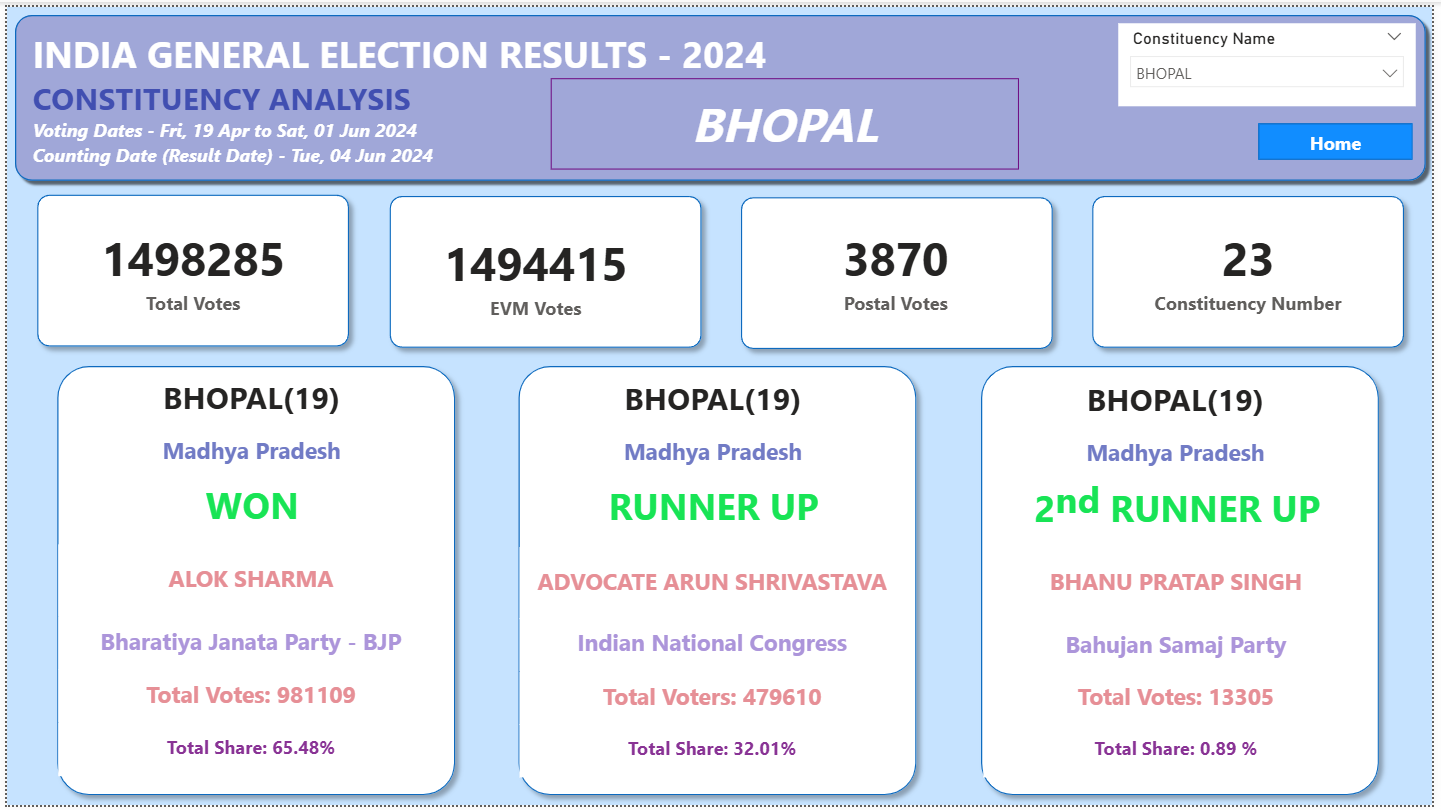 INDIA GENERAL ELECTION RESULTS - 2024
CONSTITUENCY ANALYSIS
Voting Dates - Fri, 19 Apr to Sat, 01 Jun 2024
Counting Date (Result Date) - Tue, 04 Jun 2024
BHOPAL
Constituency Name
BHOPAL
Home
1498285
Total Votes
1494415
EVM Votes
3870
Postal Votes
23
Constituency Number
BHOPAL(19)
Madhya Pradesh
WON
ALOK SHARMA
Bharatiya Janata Party - BJP
Total Votes: 981109
Total Share: 65.48%
BHOPAL(19)
Madhya Pradesh
RUNNER UP
ADVOCATE ARUN SHRIVASTAVA
Indian National Congress
Total Voters: 479610
Total Share: 32.01%
BHOPAL(19)
Madhya Pradesh
2nd RUNNER UP
BHANU PRATAP SINGH
Bahujan Samaj Party
Total Votes: 13305
Total Share: 0.89 %